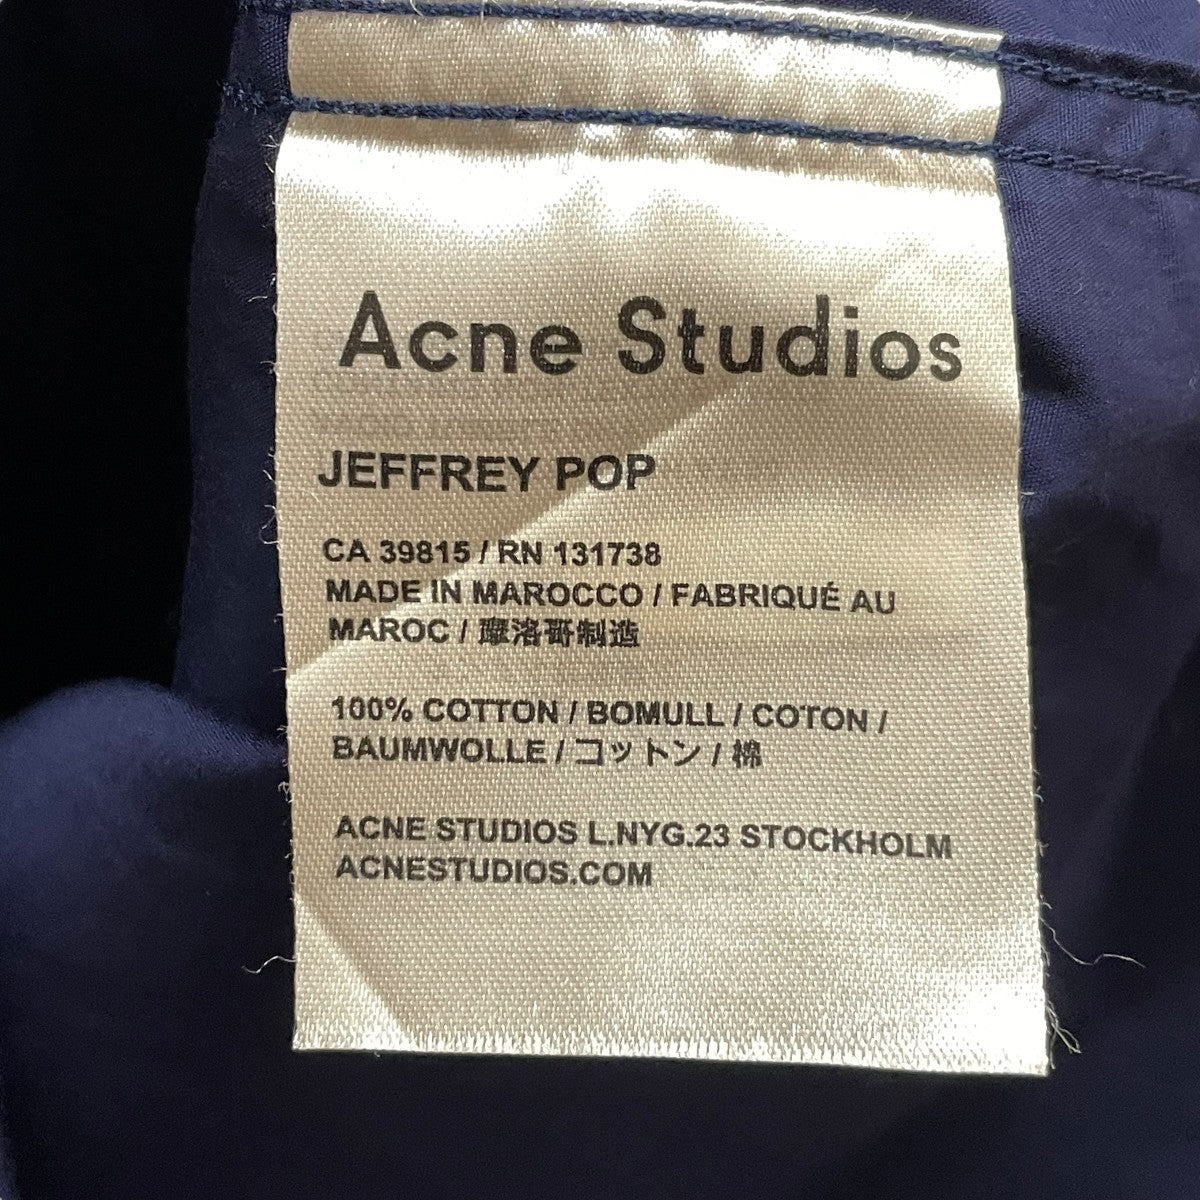 Acne Studios
JEFFREY POP
CA 39815 / RN 131738
MADE IN MAROCCO / FABRIQUÉ AU
MAROC / 摩洛哥制造
100% COTTON / BOMULL / COTON /
BAUMWOLLE / コットン / 棉
ACNE STUDIOS L.NYG.23 STOCKHOLM
ACNESTUDIOS.COM